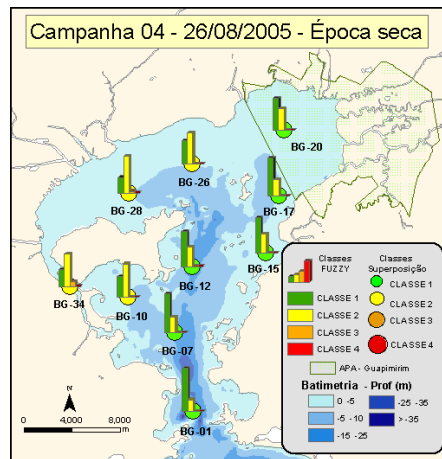 Campanha 04 - 26/08/2005 - Época seca
BG-20
BG-26
BG-28
BG-17
BG-15
BG-12
BG-34
BG-10
BG-07
BG-01
N
0 4,000 8,000
m
Classes FUZZY
Classes Superposição
CLASSE 1
CLASSE 2
CLASSE 3
CLASSE 4
CLASSE 1
CLASSE 2
CLASSE 3
CLASSE 4
APA - Guapimirim
Batimetria - Prof (m)
0 -5
-5 -10
-15 -25
-25 -35
>-35